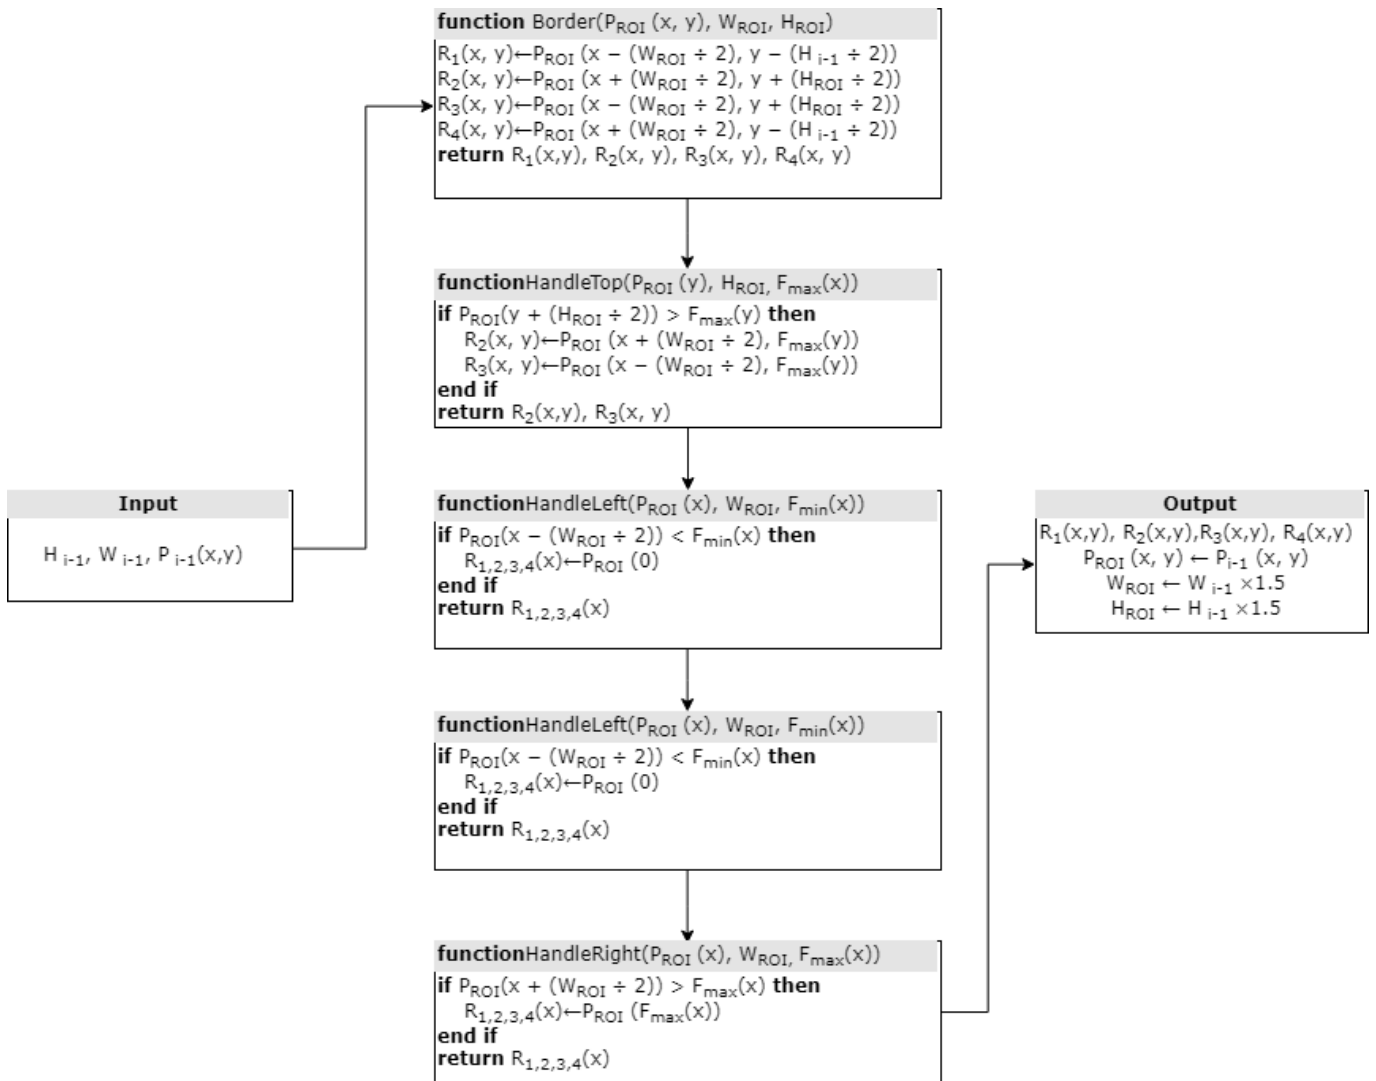 function Border(P_ROI (x, y), W_ROI, H_ROI)
R₁(x, y)←P_ROI (x − (W_ROI ÷ 2), y − (H i-1 ÷ 2))
R₂(x, y)←P_ROI (x + (W_ROI ÷ 2), y + (H_ROI ÷ 2))
R₃(x, y)←P_ROI (x − (W_ROI ÷ 2), y + (H_ROI ÷ 2))
R₄(x, y)←P_ROI (x + (W_ROI ÷ 2), y − (H i-1 ÷ 2))
return R₁(x,y), R₂(x, y), R₃(x, y), R₄(x, y)
functionHandleTop(P_ROI (y), H_ROI, F_max(x))
if P_ROI(y + (H_ROI ÷ 2)) > F_max(y) then
R₂(x, y)←P_ROI (x + (W_ROI ÷ 2), F_max(y))
R₃(x, y)←P_ROI (x − (W_ROI ÷ 2), F_max(y))
end if
return R₂(x,y), R₃(x, y)
Input
H i-1, W i-1, P i-1(x,y)
functionHandleLeft(P_ROI (x), W_ROI, F_min(x))
if P_ROI(x − (W_ROI ÷ 2)) < F_min(x) then
R₁,₂,₃,₄(x)←P_ROI (0)
end if
return R₁,₂,₃,₄(x)
functionHandleLeft(P_ROI (x), W_ROI, F_min(x))
if P_ROI(x − (W_ROI ÷ 2)) < F_min(x) then
R₁,₂,₃,₄(x)←P_ROI (0)
end if
return R₁,₂,₃,₄(x)
functionHandleRight(P_ROI (x), W_ROI, F_max(x))
if P_ROI(x + (W_ROI ÷ 2)) > F_max(x) then
R₁,₂,₃,₄(x)←P_ROI (F_max(x))
end if
return R₁,₂,₃,₄(x)
Output
R₁(x,y), R₂(x,y),R₃(x,y), R₄(x,y)
P_ROI (x, y) ← P_i-1 (x, y)
W_ROI ← W i-1 ×1.5
H_ROI ← H i-1 ×1.5